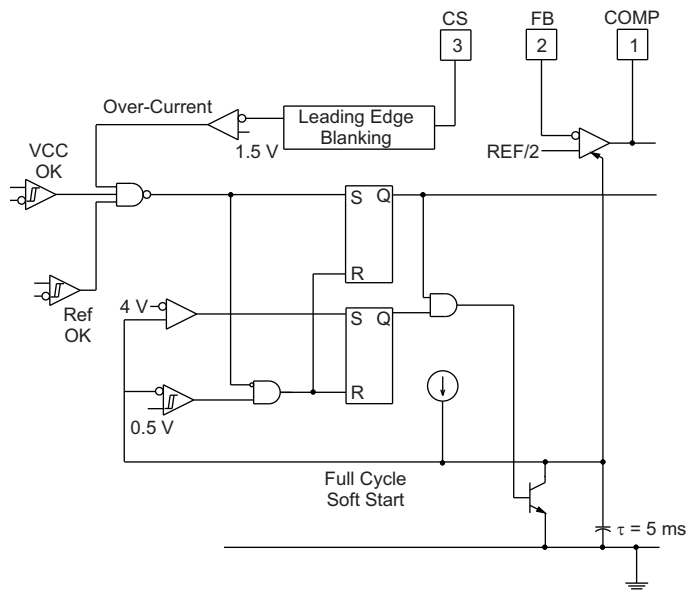 CS
FB
COMP
3
2
1
Over-Current
Leading Edge
Blanking
1.5 V
REF/2
VCC
OK
S
Q
R
Ref
OK
4 V
S
Q
R
0.5 V
Full Cycle
Soft Start
τ = 5 ms